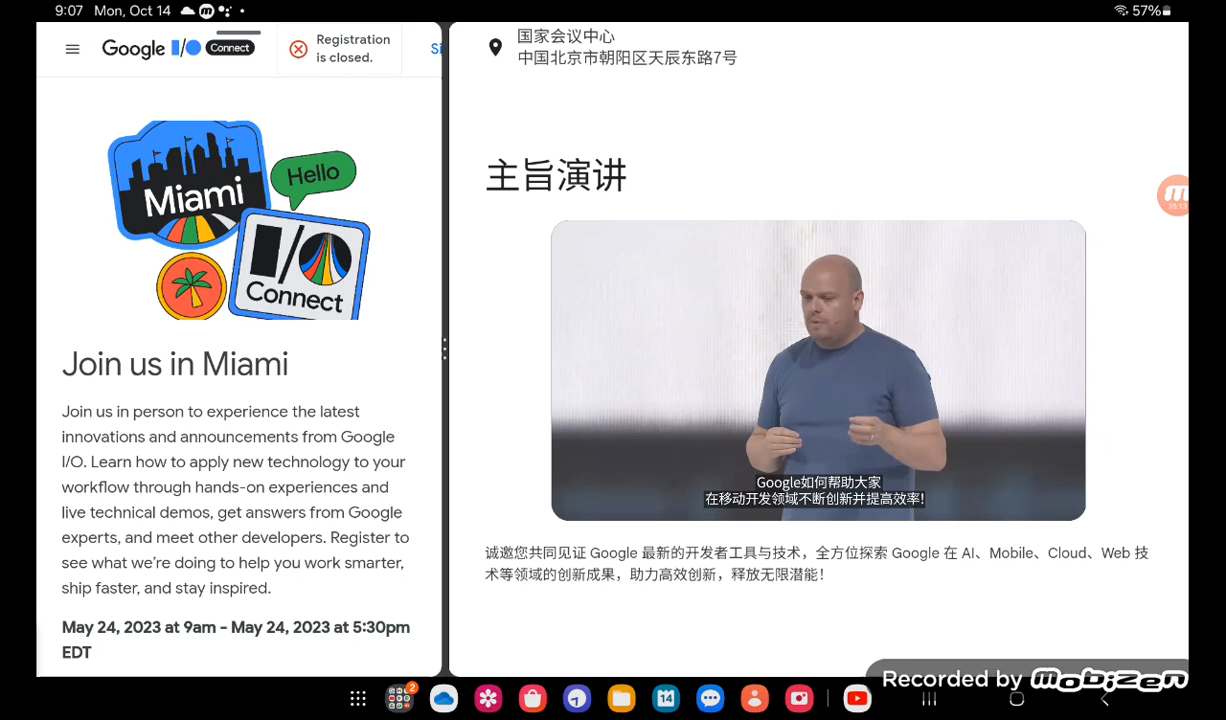 9:07 Mon, Oct 14
57%
Google I/O Connect
Registration
is closed.
Si
Miami
Hello
I/O
Connect
Join us in Miami
Join us in person to experience the latest
innovations and announcements from Google
I/O. Learn how to apply new technology to your
workflow through hands-on experiences and
live technical demos, get answers from Google
experts, and meet other developers. Register to
see what we're doing to help you work smarter,
ship faster, and stay inspired.
May 24, 2023 at 9am - May 24, 2023 at 5:30pm
EDT
国家会议中心
中国北京市朝阳区天辰东路7号
主旨演讲
Google如何帮助大家
在移动开发领域不断创新并提高效率!
诚邀您共同见证 Google 最新的开发者工具与技术，全方位探索 Google 在 AI、Mobile、Cloud、Web 技
术等领域的创新成果，助力高效创新，释放无限潜能！
Recorded by mobizen
2
14